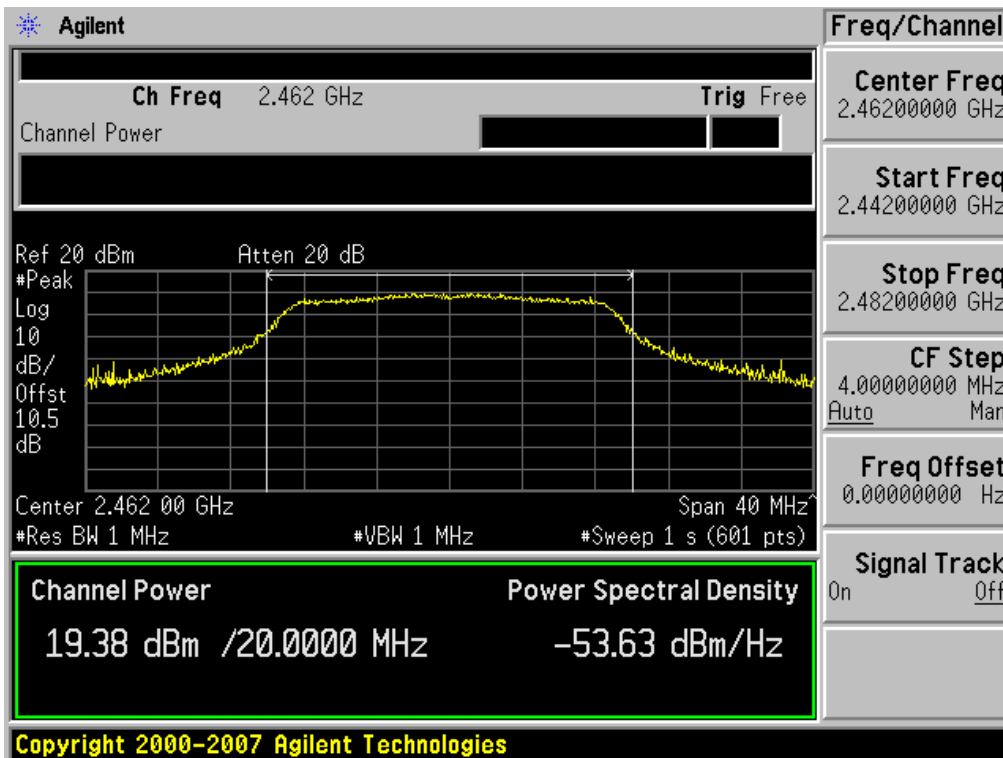 Agilent
Freq/Channel
Ch Freq 2.462 GHz Trig Free
Channel Power
Center Freq
2.46200000 GHz
Start Freq
2.44200000 GHz
Stop Freq
2.48200000 GHz
CF Step
4.00000000 MHz
Auto Man
Freq Offset
0.00000000 Hz
Signal Track
On Off
Ref 20 dBm Atten 20 dB
#Peak
Log
10
dB/
Offst
10.5
dB
Center 2.462 00 GHz Span 40 MHz^
#Res BW 1 MHz #VBW 1 MHz #Sweep 1 s (601 pts)
Channel Power Power Spectral Density
19.38 dBm /20.0000 MHz -53.63 dBm/Hz
Copyright 2000-2007 Agilent Technologies